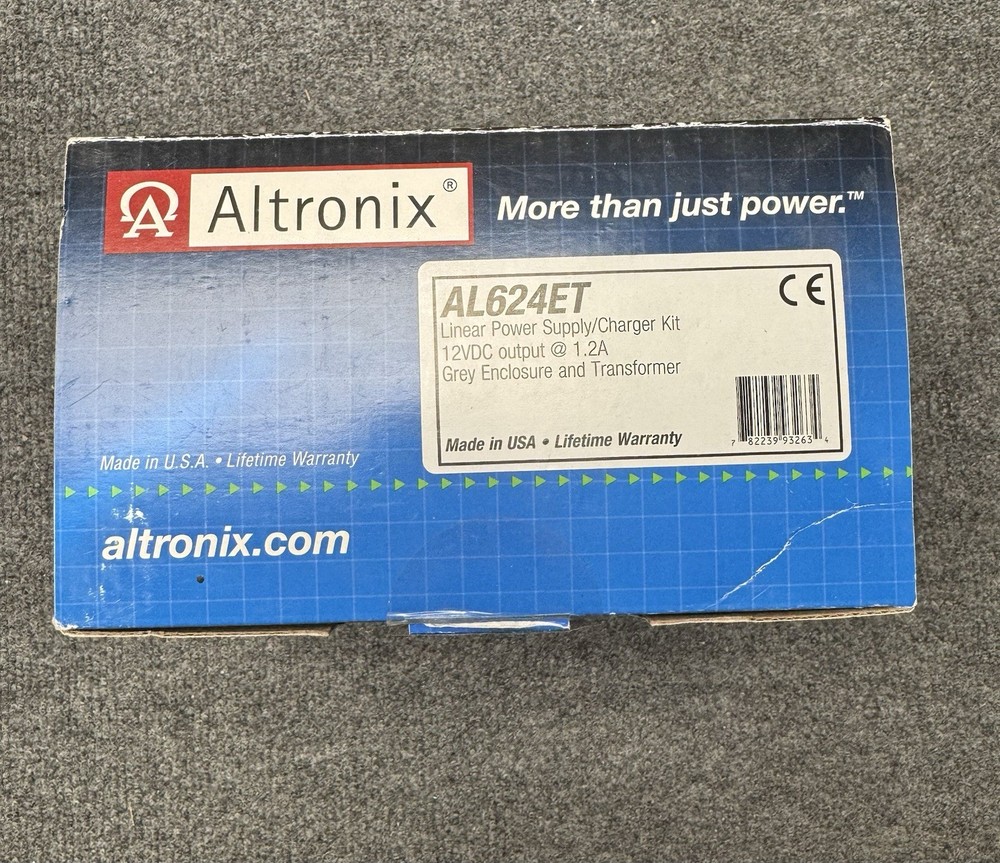 Altronix®
More than just power.™
AL624ET
CE
Linear Power Supply/Charger Kit
12VDC output @ 1.2A
Grey Enclosure and Transformer
7 82239 93263 4
Made in USA • Lifetime Warranty
Made in U.S.A. • Lifetime Warranty
altronix.com